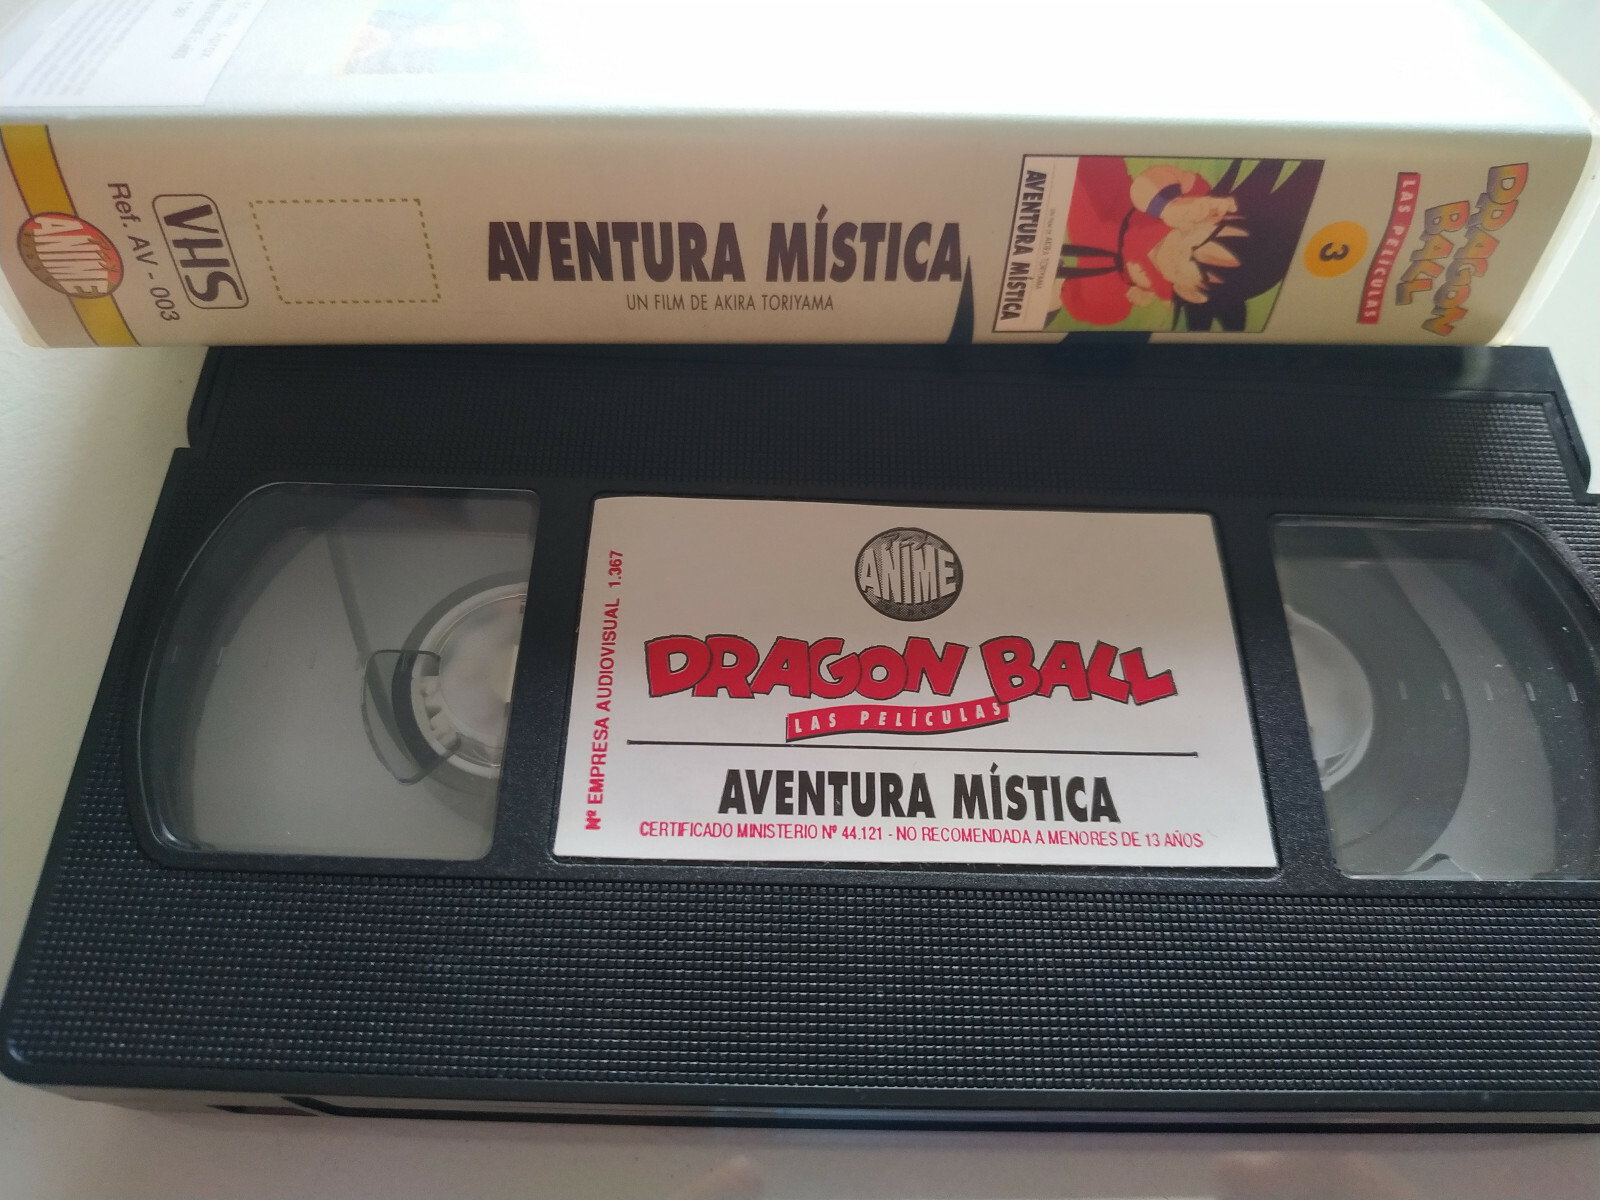 ANIME
Ref. AV - 003
VHS
AVENTURA MÍSTICA
UN FILM DE AKIRA TORIYAMA
AVENTURA MÍSTICA
3
DRAGON
BALL
LAS PELÍCULAS
ANIME
VIDEO
Nº EMPRESA AUDIOVISUAL 1.367
DRAGON BALL
LAS PELÍCULAS
AVENTURA MÍSTICA
CERTIFICADO MINISTERIO Nº 44.121 - NO RECOMENDADA A MENORES DE 13 AÑOS